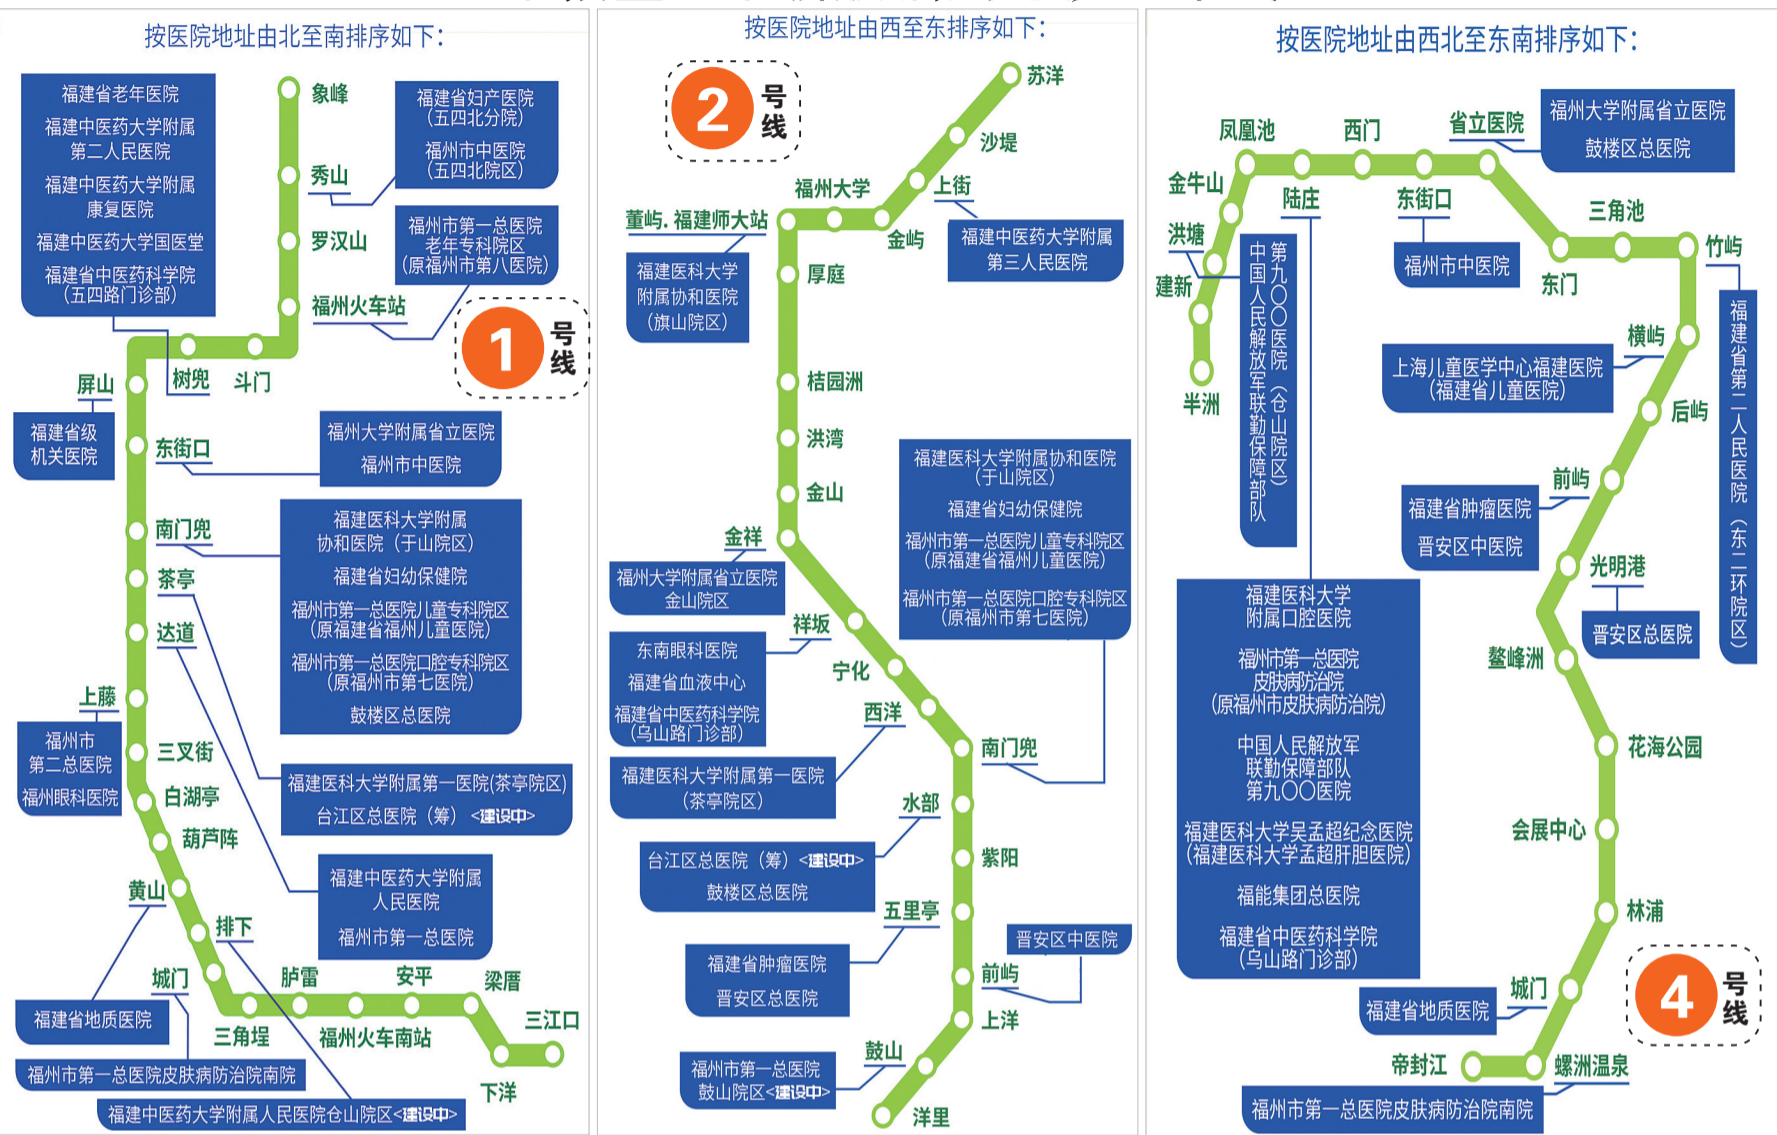 按医院地址由北至南排序如下：
福建省老年医院
福建中医药大学附属
第二人民医院
福建中医药大学附属
康复医院
福建中医药大学国医堂
福建省中医药科学院
（五四路门诊部）
象峰
福建省妇产医院
（五四北分院）
福州市中医院
（五四北院区）
秀山
福州市第一总医院
老年专科院区
（原福州市第八医院）
罗汉山
福州火车站
1
号
线
屏山
树兜
斗门
福建省级
机关医院
东街口
福州大学附属省立医院
福州市中医院
南门兜
福建医科大学附属
协和医院（于山院区）
福建省妇幼保健院
福州市第一总医院儿童专科院区
（原福建省福州儿童医院）
福州市第一总医院口腔专科院区
（原福州市第七医院）
鼓楼区总医院
茶亭
达道
上藤
福州市
第二总医院
福州眼科医院
三叉街
福建医科大学附属第一医院(茶亭院区)
台江区总医院（筹）<建设中>
白湖亭
葫芦阵
福建中医药大学附属
人民医院
福州市第一总医院
黄山
排下
城门
胪雷
安平
梁厝
福建省地质医院
三角埕
福州火车南站
三江口
福州市第一总医院皮肤病防治院南院
下洋
福建中医药大学附属人民医院仓山院区<建设中>
按医院地址由西至东排序如下：
2
号
线
苏洋
沙堤
福州大学
上街
董屿.福建师大站
金屿
福建中医药大学附属
第三人民医院
福建医科大学
附属协和医院
（旗山院区）
厚庭
桔园洲
洪湾
金山
福建医科大学附属协和医院
（于山院区）
福建省妇幼保健院
福州市第一总医院儿童专科院区
（原福建省福州儿童医院）
福州市第一总医院口腔专科院区
（原福州市第七医院）
金祥
福州大学附属省立医院
金山院区
祥坂
东南眼科医院
福建省血液中心
福建省中医药科学院
（乌山路门诊部）
宁化
西洋
福建医科大学附属第一医院
（茶亭院区）
南门兜
水部
台江区总医院（筹）<建设中>
鼓楼区总医院
紫阳
五里亭
福建省肿瘤医院
晋安区总医院
晋安区中医院
前屿
上洋
鼓山
福州市第一总医院
鼓山院区<建设中>
洋里
按医院地址由西北至东南排序如下：
凤凰池
西门
省立医院
福州大学附属省立医院
鼓楼区总医院
金牛山
陆庄
东街口
三角池
洪塘
竹屿
福州市中医院
东门
建新
第九〇〇医院（仓山院区）
中国人民解放军联勤保障部队
福建省第二人民医院（东二环院区）
横屿
上海儿童医学中心福建医院
（福建省儿童医院）
半洲
后屿
前屿
福建省肿瘤医院
晋安区中医院
光明港
晋安区总医院
福建医科大学
附属口腔医院
福州市第一总医院
皮肤病防治院
（原福州市皮肤病防治院）
中国人民解放军
联勤保障部队
第九〇〇医院
福建医科大学吴孟超纪念医院
（福建医科大学孟超肝胆医院）
福能集团总医院
福建省中医药科学院
（乌山路门诊部）
鳌峰洲
花海公园
会展中心
林浦
4
号
线
城门
福建省地质医院
帝封江
螺洲温泉
福州市第一总医院皮肤病防治院南院